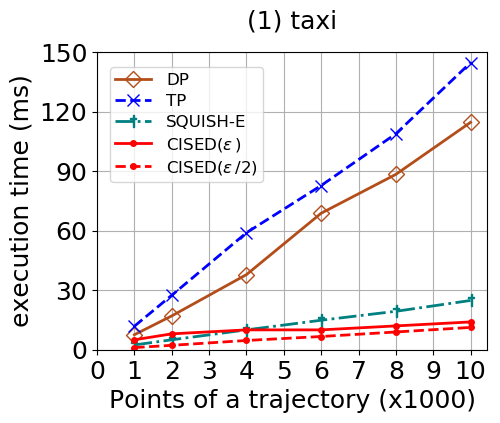 (1) taxi
execution time (ms)
150
120
90
60
30
0
DP
TP
SQUISH-E
CISED(ε )
CISED(ε /2)
0 1 2 3 4 5 6 7 8 9 10
Points of a trajectory (x1000)